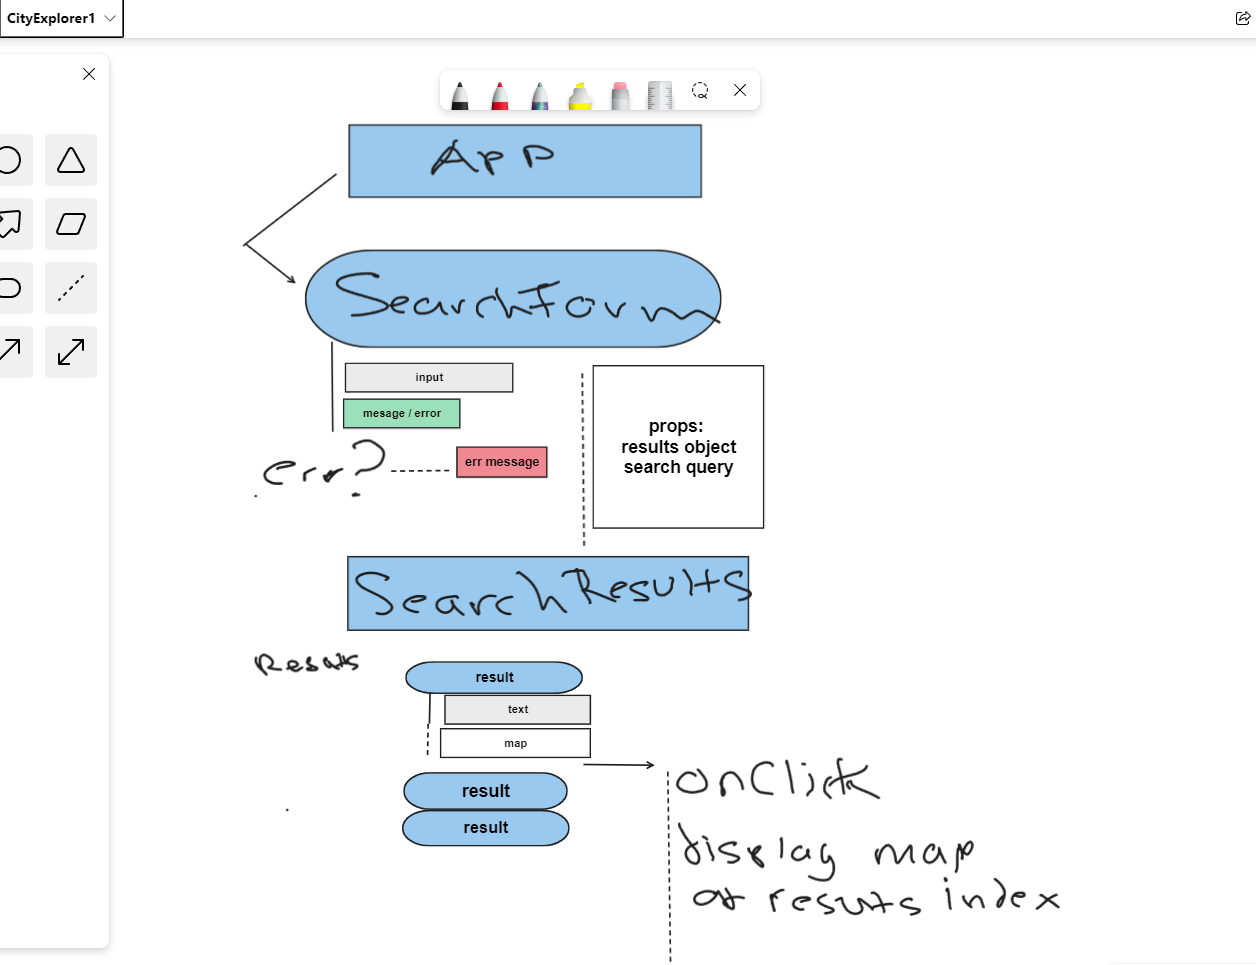 CityExplorer1
App
SearchForm
input
mesage / error
err?
err message
props:
results object
search query
SearchResults
Results
result
text
map
result
result
onClick
display map
at results index